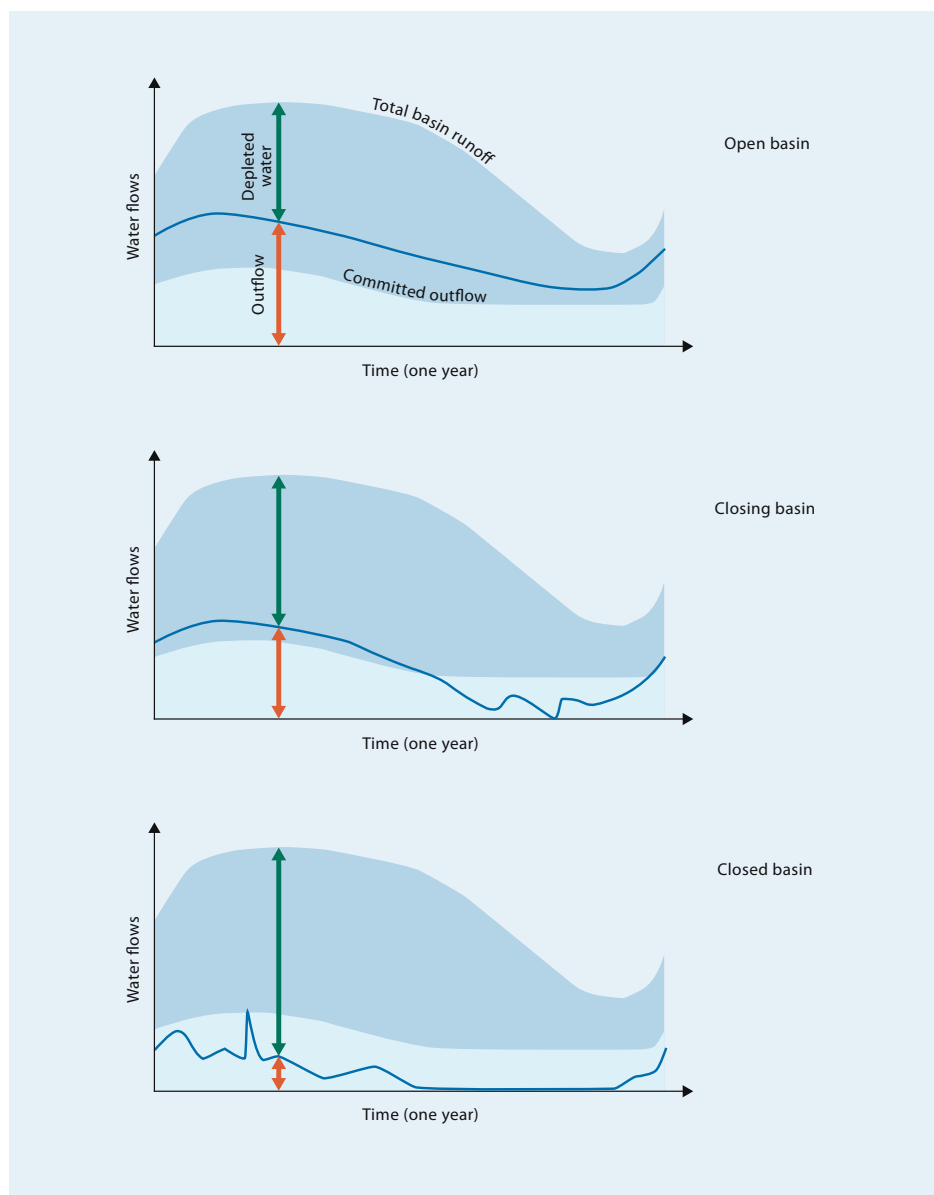 Total basin runoff
Open basin
Depleted
water
Water flows
Outflow
Committed outflow
Time (one year)
Closing basin
Water flows
Time (one year)
Closed basin
Water flows
Time (one year)